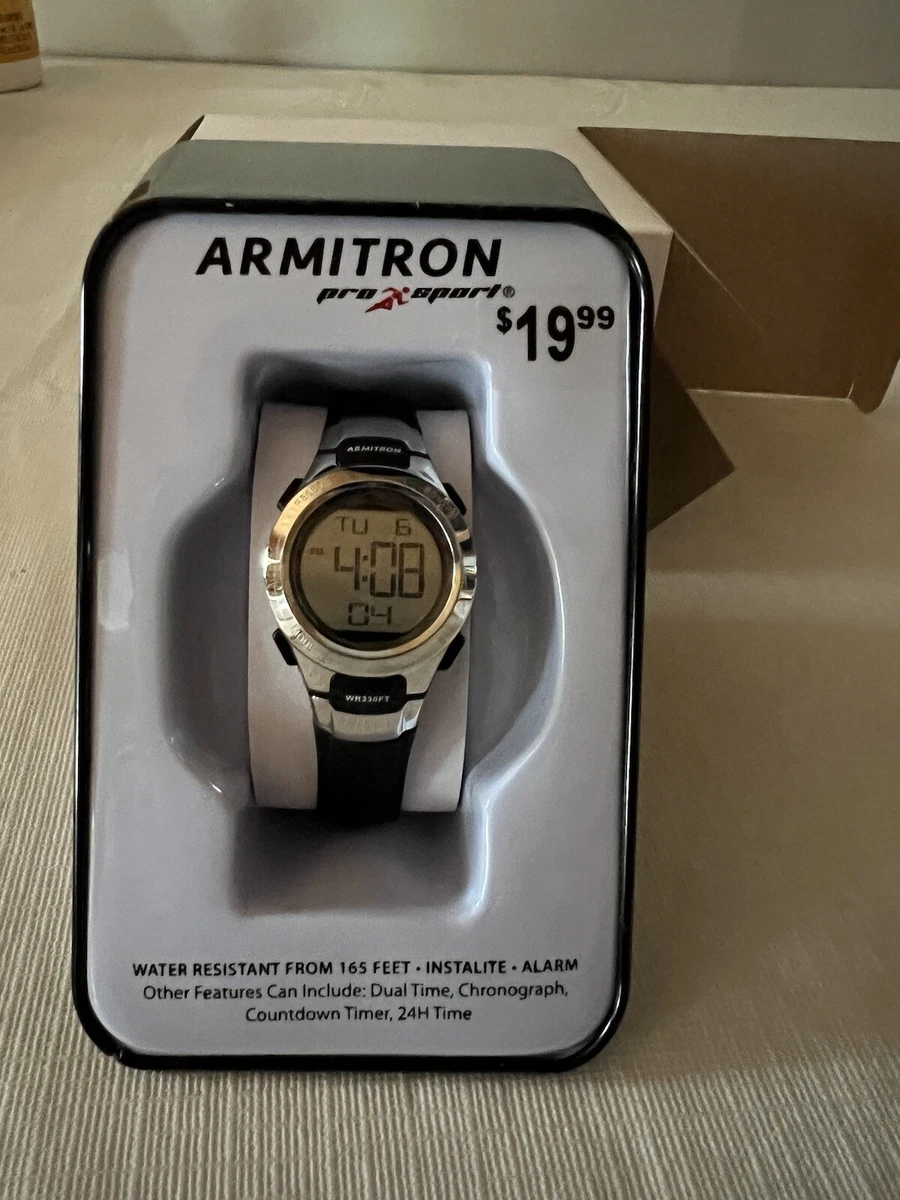 ARMITRON
pro sport®
$19.99
ARMITRON
TU 6
PM 4:08
04
WR330FT
WATER RESISTANT FROM 165 FEET • INSTALITE • ALARM
Other Features Can Include: Dual Time, Chronograph,
Countdown Timer, 24H Time